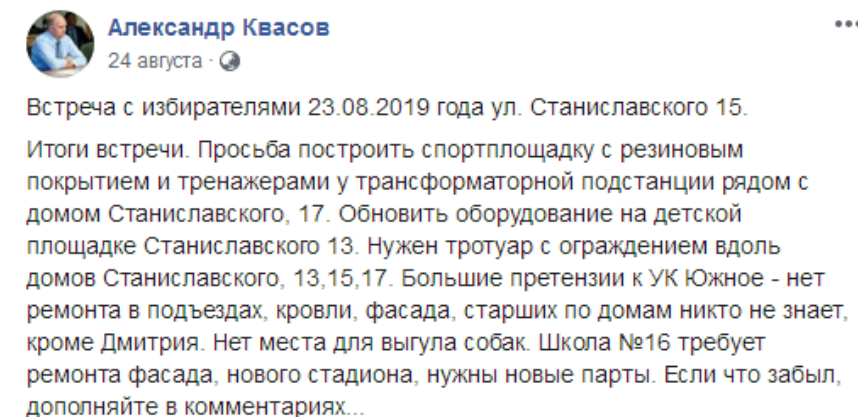 Александр Квасов
24 августа ·
Встреча с избирателями 23.08.2019 года ул. Станиславского 15.
Итоги встречи. Просьба построить спортплощадку с резиновым
покрытием и тренажерами у трансформаторной подстанции рядом с
домом Станиславского, 17. Обновить оборудование на детской
площадке Станиславского 13. Нужен тротуар с ограждением вдоль
домов Станиславского, 13,15,17. Большие претензии к УК Южное - нет
ремонта в подъездах, кровли, фасада, старших по домам никто не знает,
кроме Дмитрия. Нет места для выгула собак. Школа №16 требует
ремонта фасада, нового стадиона, нужны новые парты. Если что забыл,
дополняйте в комментариях...